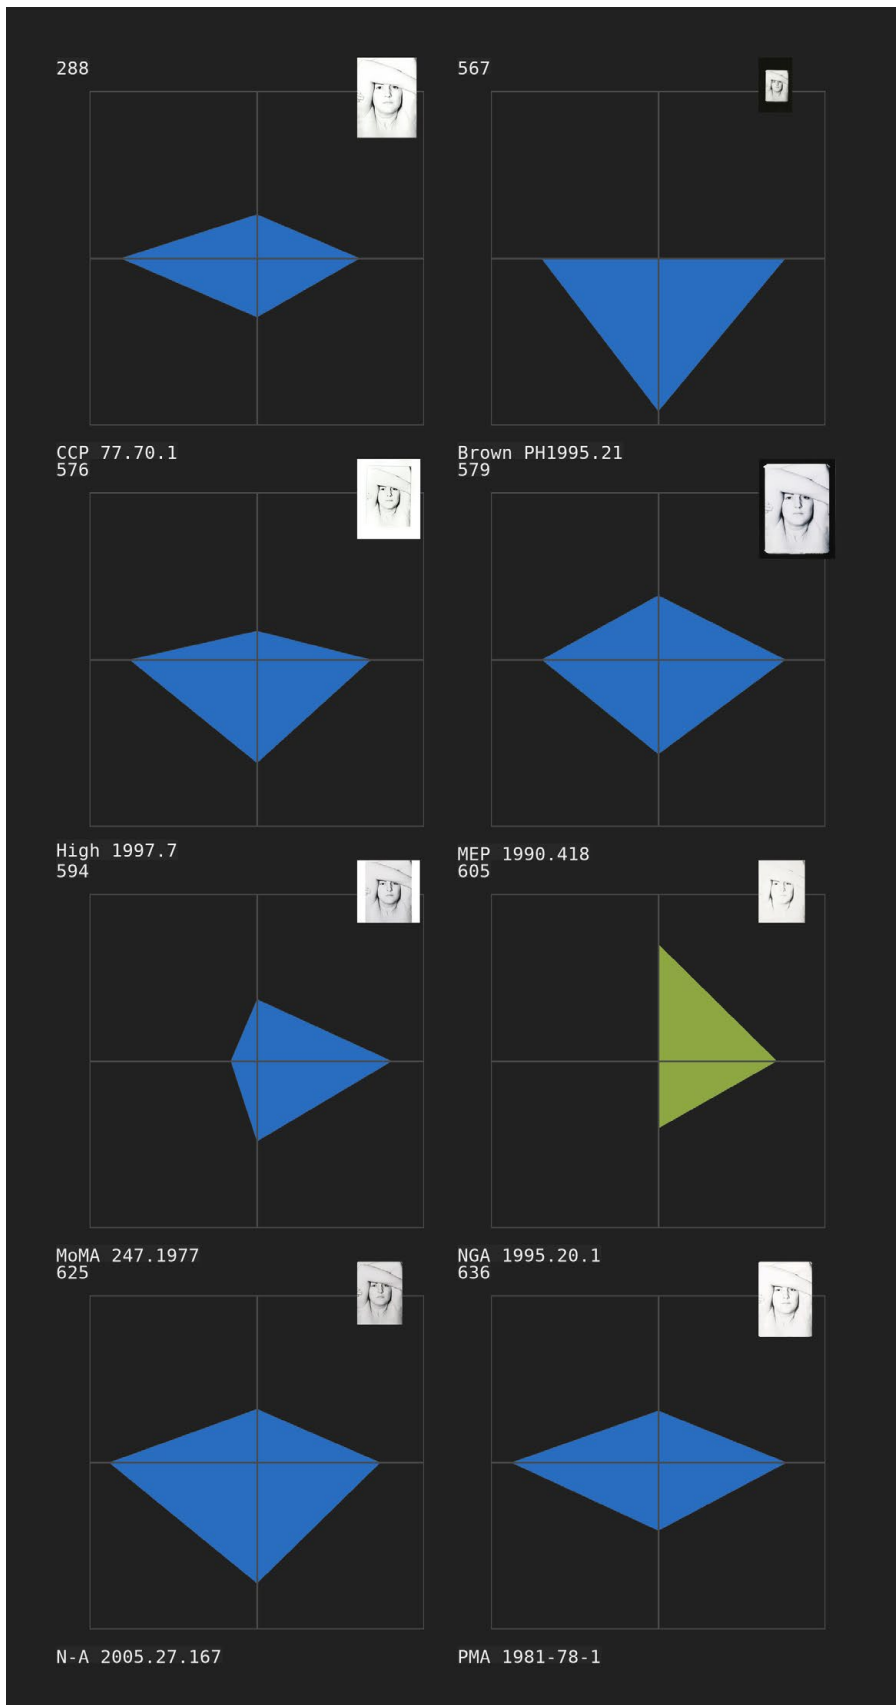 288
567
CCP 77.70.1
Brown PH1995.21
576
579
High 1997.7
MEP 1990.418
594
605
MoMA 247.1977
NGA 1995.20.1
625
636
N-A 2005.27.167
PMA 1981-78-1